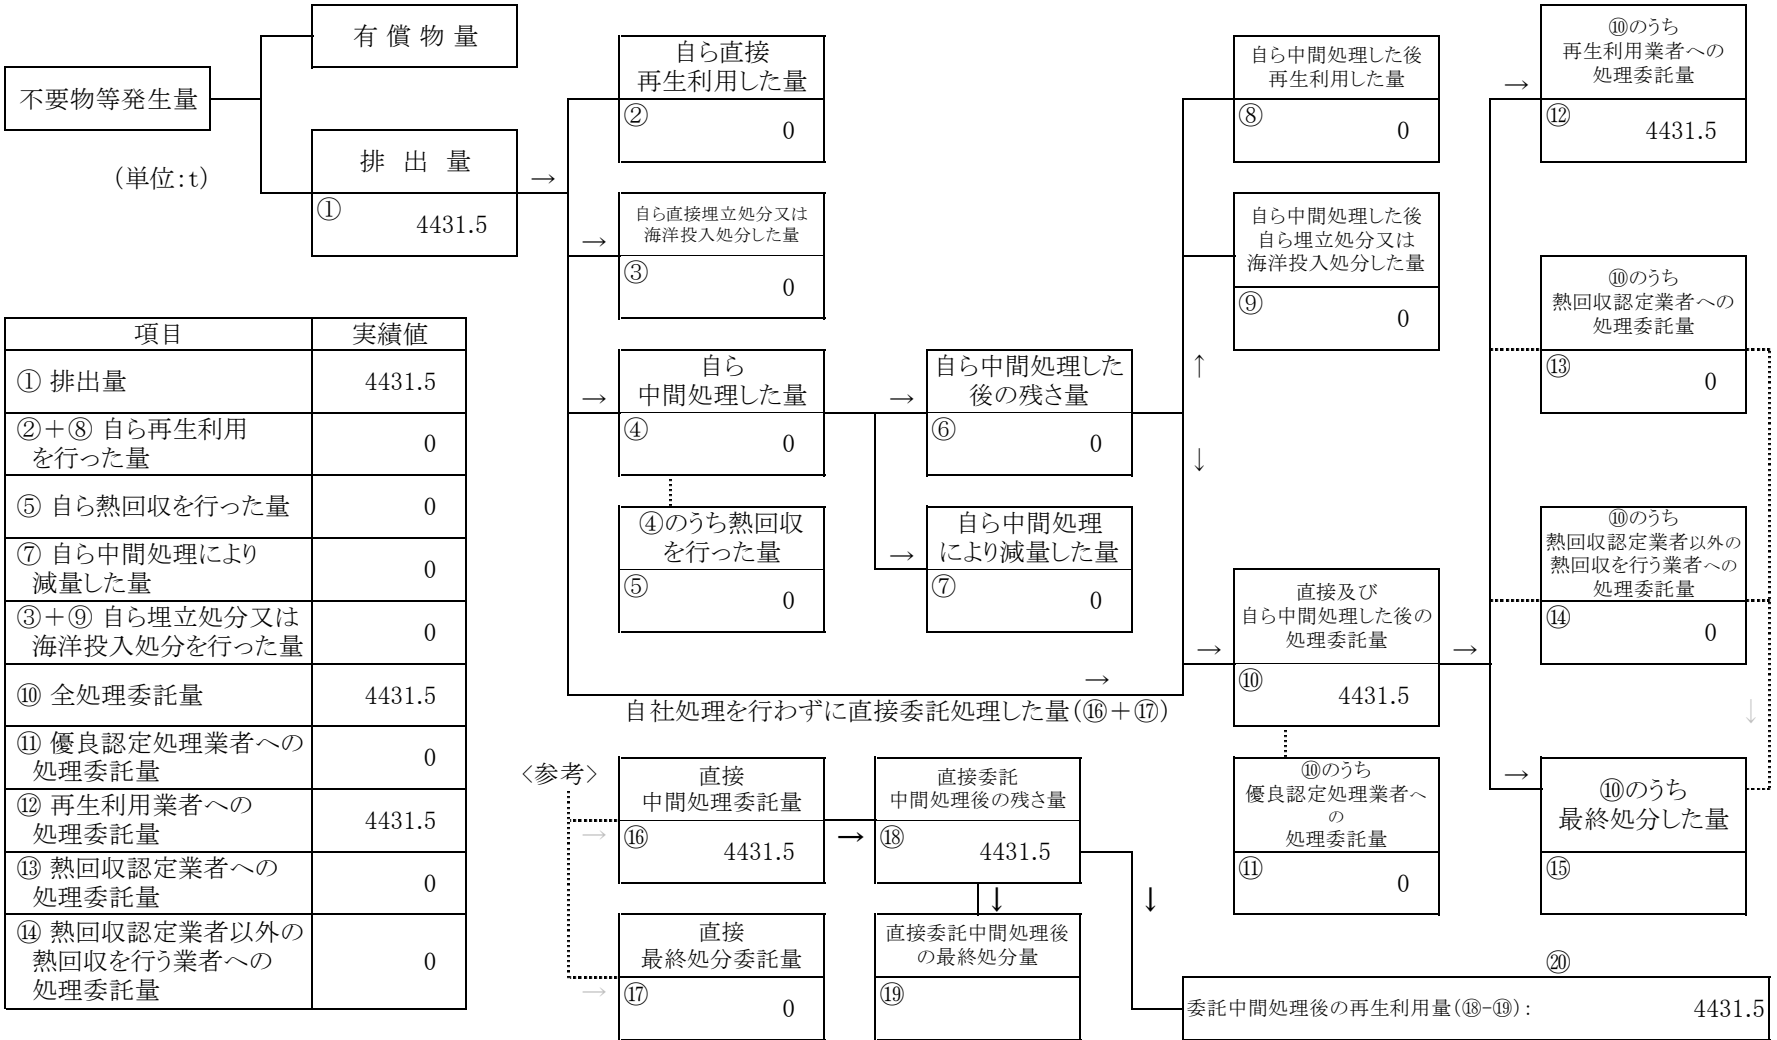 有 償 物 量
不要物等発生量
(単位:t)
排 出 量
①
4431.5
→
自ら直接
再生利用した量
②
0
→
自ら直接埋立処分又は
海洋投入処分した量
③
0
→
自ら
中間処理した量
④
0
④のうち熱回収
を行った量
⑤
0
→
自ら中間処理した
後の残さ量
⑥
0
→
自ら中間処理
により減量した量
⑦
0
↑
↓
自ら中間処理した後
再生利用した量
⑧
0
自ら中間処理した後
自ら埋立処分又は
海洋投入処分した量
⑨
0
→
自社処理を行わずに直接委託処理した量(⑯+⑰)
→
直接及び
自ら中間処理した後の
処理委託量
⑩
4431.5
→
⑩のうち
優良認定処理業者へ
の
処理委託量
⑪
0
→
⑩のうち
再生利用業者への
処理委託量
⑫
4431.5
⑩のうち
熱回収認定業者への
処理委託量
⑬
0
⑩のうち
熱回収認定業者以外の
熱回収を行う業者への
処理委託量
⑭
0
↓
→
⑩のうち
最終処分した量
⑮
項目 実績値
① 排出量 4431.5
②+⑧ 自ら再生利用
を行った量
0
⑤ 自ら熱回収を行った量 0
⑦ 自ら中間処理により
減量した量
0
③+⑨ 自ら埋立処分又は
海洋投入処分を行った量
0
⑩ 全処理委託量 4431.5
⑪ 優良認定処理業者への
処理委託量
0
⑫ 再生利用業者への
処理委託量
4431.5
⑬ 熱回収認定業者への
処理委託量
0
⑭ 熱回収認定業者以外の
熱回収を行う業者への
処理委託量
0
<参考>
→
直接
中間処理委託量
⑯
4431.5
→
直接委託
中間処理後の残さ量
⑱
4431.5
↓
↓
→
直接
最終処分委託量
⑰
0
直接委託中間処理後
の最終処分量
⑲
⑳
委託中間処理後の再生利用量(⑱-⑲): 4431.5